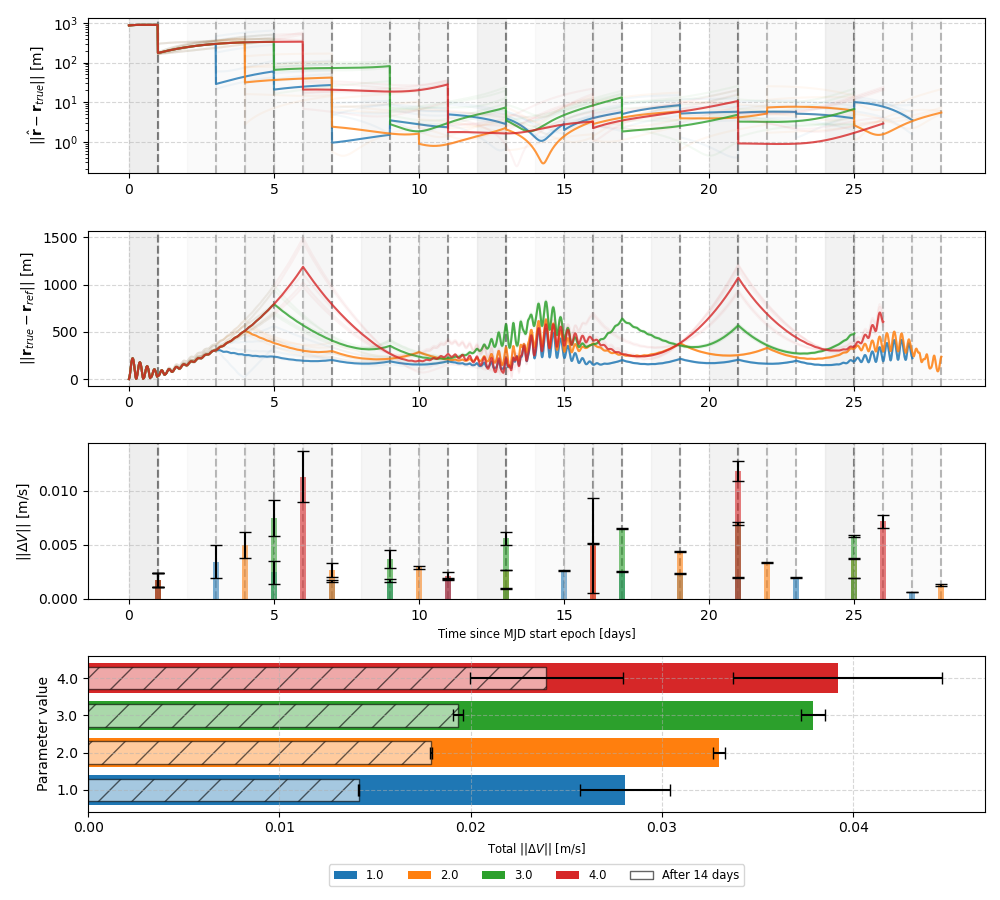 ||r̂ − r_true|| [m]
10³
10²
10¹
10⁰
0 5 10 15 20 25
||r_true − r_ref|| [m]
1500
1000
500
0
0 5 10 15 20 25
||ΔV|| [m/s]
0.010
0.005
0.000
0 5 10 15 20 25
Time since MJD start epoch [days]
Parameter value
4.0
3.0
2.0
1.0
0.00 0.01 0.02 0.03 0.04
Total ||ΔV|| [m/s]
1.0 2.0 3.0 4.0 After 14 days